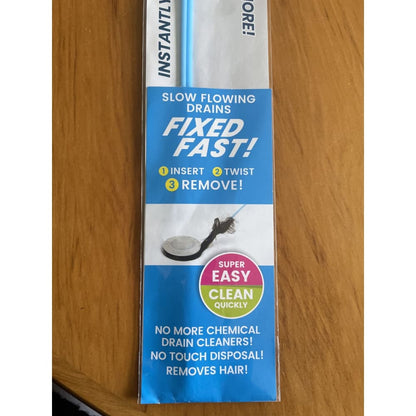 INSTANTLY
MORE!
SLOW FLOWING
DRAINS
FIXED
FAST!
1 INSERT 2 TWIST
3 REMOVE!
SUPER
EASY
CLEAN
QUICKLY
NO MORE CHEMICAL
DRAIN CLEANERS!
NO TOUCH DISPOSAL!
REMOVES HAIR!